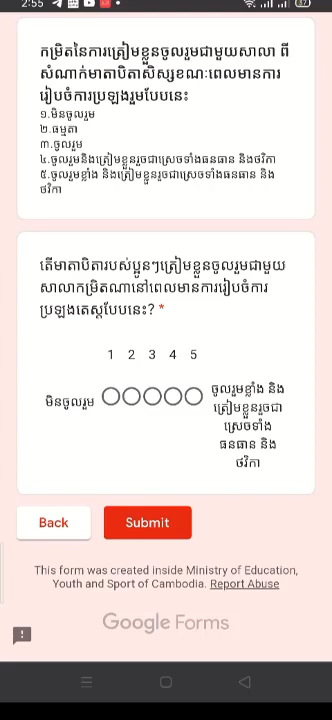 2:55
កម្រិតនៃការត្រៀមខ្លួនចូលរួមជាមួយសាលា ពី
សំណាក់មាតាបិតាសិស្សខណៈពេលមានការ
រៀបចំការប្រឡងរួមបែបនេះ
១.មិនចូលរួម
២.ធម្មតា
៣.ចូលរួម
៤.ចូលរួមនិងត្រៀមខ្លួនរួចជាស្រេចទាំងធនធាន និងថវិកា
៥.ចូលរួមខ្លាំង និងត្រៀមខ្លួនរួចជាស្រេចទាំងធនធាន និង
ថវិកា
តើមាតាបិតារបស់ប្អូនៗត្រៀមខ្លួនចូលរួមជាមួយ
សាលាកម្រិតណានៅពេលមានការរៀបចំការ
ប្រឡងតេស្តបែបនេះ? *
1 2 3 4 5
មិនចូលរួម
ចូលរួមខ្លាំង និង
ត្រៀមខ្លួនរួចជា
ស្រេចទាំង
ធនធាន និង
ថវិកា
Back
Submit
This form was created inside Ministry of Education,
Youth and Sport of Cambodia. Report Abuse
Google Forms